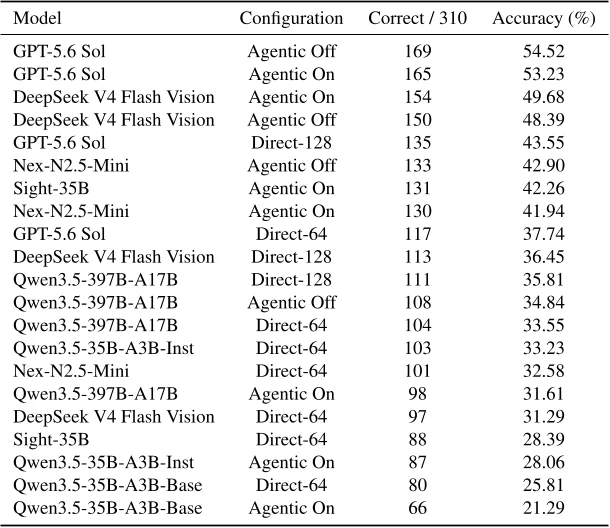 Model Configuration Correct / 310 Accuracy (%)
GPT-5.6 Sol Agentic Off 169 54.52
GPT-5.6 Sol Agentic On 165 53.23
DeepSeek V4 Flash Vision Agentic On 154 49.68
DeepSeek V4 Flash Vision Agentic Off 150 48.39
GPT-5.6 Sol Direct-128 135 43.55
Nex-N2.5-Mini Agentic Off 133 42.90
Sight-35B Agentic On 131 42.26
Nex-N2.5-Mini Agentic On 130 41.94
GPT-5.6 Sol Direct-64 117 37.74
DeepSeek V4 Flash Vision Direct-128 113 36.45
Qwen3.5-397B-A17B Direct-128 111 35.81
Qwen3.5-397B-A17B Agentic Off 108 34.84
Qwen3.5-397B-A17B Direct-64 104 33.55
Qwen3.5-35B-A3B-Inst Direct-64 103 33.23
Nex-N2.5-Mini Direct-64 101 32.58
Qwen3.5-397B-A17B Agentic On 98 31.61
DeepSeek V4 Flash Vision Direct-64 97 31.29
Sight-35B Direct-64 88 28.39
Qwen3.5-35B-A3B-Inst Agentic On 87 28.06
Qwen3.5-35B-A3B-Base Direct-64 80 25.81
Qwen3.5-35B-A3B-Base Agentic On 66 21.29